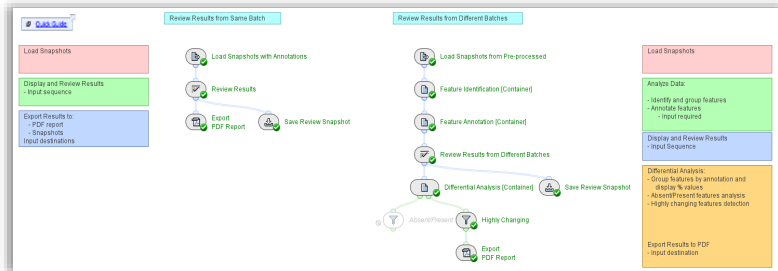 Quick Guide
Review Results from Same Batch
Review Results from Different Batches
Load Snapshots
Display and Review Results
- Input sequence
Export Results to:
- PDF report
- Snapshots
Input destinations
Load Snapshots with Annotations
Review Results
Export
PDF Report
Save Review Snapshot
Load Snapshots from Pre-processed
Feature Identification [Container]
Feature Annotation [Container]
Review Results from Different Batches
Differential Analysis [Container]
Save Review Snapshot
Absent/Present
Highly Changing
Export
PDF Report
Load Snapshots
Analyze Data:
- Identify and group features
- Annotate features
- Input required
Display and Review Results
- Input Sequence
Differential Analysis:
- Group features by annotation and
display % values
- Absent/Present features analysis
- Highly changing features detection
Export Results to PDF
- Input destination